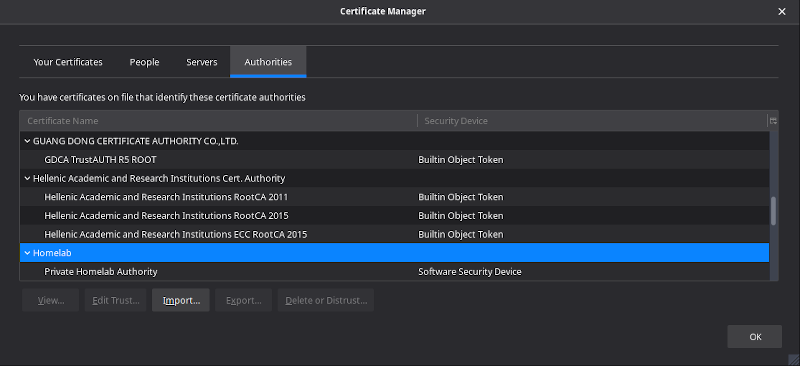 Certificate Manager
Your Certificates People Servers Authorities
You have certificates on file that identify these certificate authorities
Certificate Name Security Device
GUANG DONG CERTIFICATE AUTHORITY CO.,LTD.
GDCA TrustAUTH R5 ROOT Builtin Object Token
Hellenic Academic and Research Institutions Cert. Authority
Hellenic Academic and Research Institutions RootCA 2011 Builtin Object Token
Hellenic Academic and Research Institutions RootCA 2015 Builtin Object Token
Hellenic Academic and Research Institutions ECC RootCA 2015 Builtin Object Token
Homelab
Private Homelab Authority Software Security Device
View... Edit Trust... Import... Export... Delete or Distrust...
OK